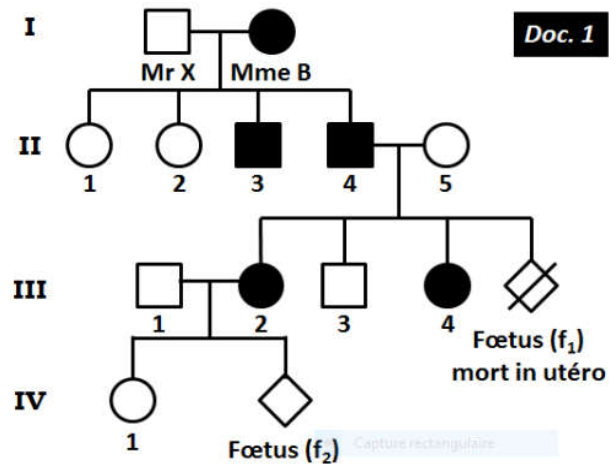 I
Doc. 1
Mr X Mme B
II
1 2 3 4 5
III
1 2 3 4
Fœtus (f₁)
mort in utéro
IV
1
Fœtus (f₂)
Capture rectangulaire